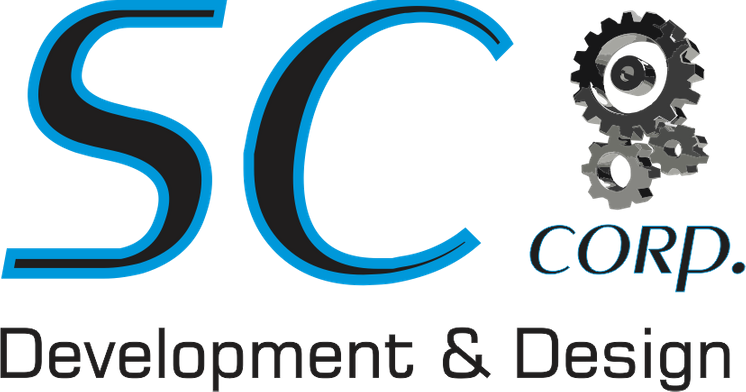 SC
CORP.
Development & Design